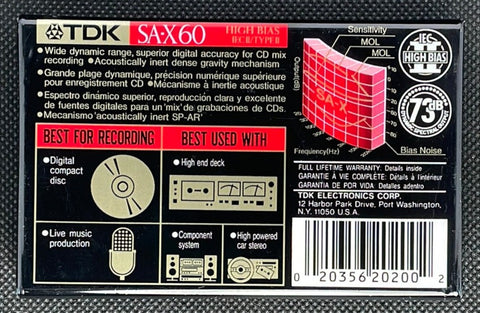 TDK SA-X60 HIGH BIAS IEC II/TYPE II
• Wide dynamic range, superior digital accuracy for CD mix
recording • Acoustically inert dense gravity mechanism
• Grande plage dynamique, précision numérique supérieure
pour enregistrement CD • Mécanisme à inertie acoustique
• Espectro dinámico superior, reproducción clara y excelente
de fuentes digitales para un 'mix' de grabaciones de CDs.
• Mecanismo 'acousticalíy inert SP-AR'
Sensitivity
MOL
MOL
Output(dB)
SA-X
Frequency(Hz)
Bias Noise
IEC
II
HIGH BIAS
73dB
BEST FOR RECORDING
• Digital
compact
disc
• Live music
production
BEST USED WITH
• High end deck
• Component
system
• High powered
car stereo
FULL LIFETIME WARRANTY: Details inside
GARANTIE À VIE COMPLÈTE: Détails à l'intérieur
GARANTIA DE POR VIDA: Detalles adentro
TDK ELECTRONICS CORP.
12 Harbor Park Drive, Port Washington,
N.Y. 11050 U.S.A.
0 20356 20200 2